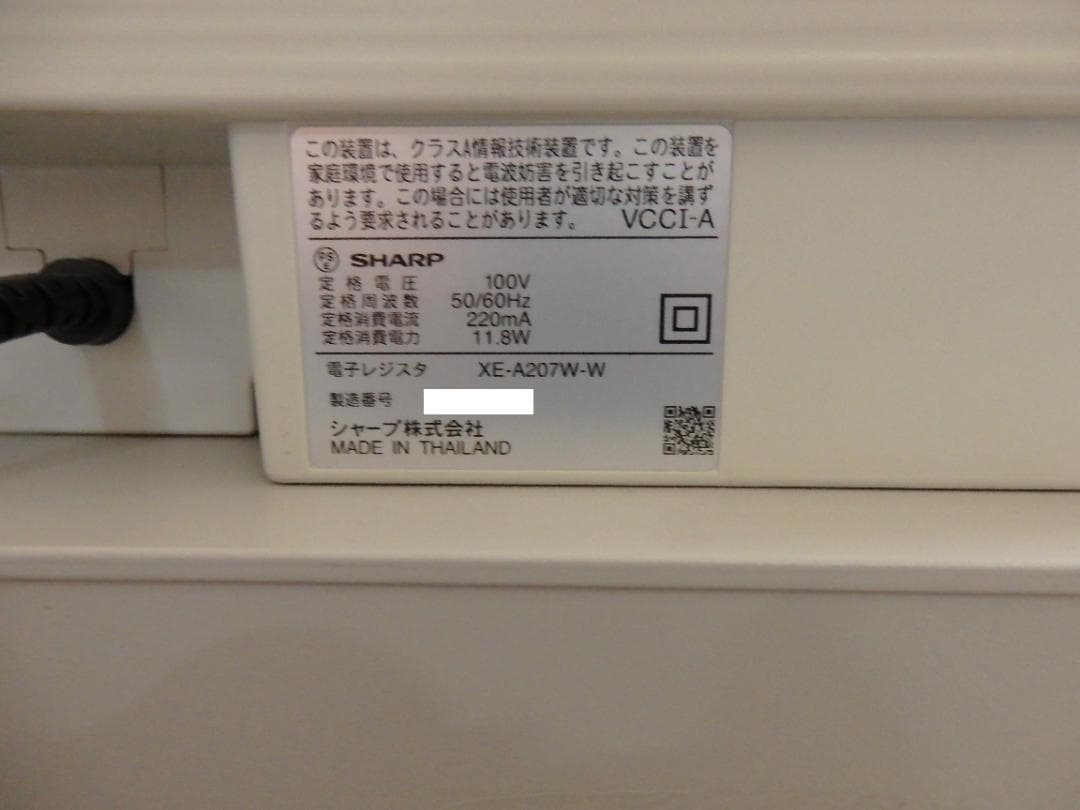 この装置は、クラスA情報技術装置です。この装置を
家庭環境で使用すると電波妨害を引き起こすことが
あります。この場合には使用者が適切な対策を講ず
るよう要求されることがあります。 VCCI-A
PSE SHARP
定格電圧 100V
定格周波数 50/60Hz
定格消費電流 220mA
定格消費電力 11.8W
電子レジスタ XE-A207W-W
製造番号
シャープ株式会社
MADE IN THAILAND